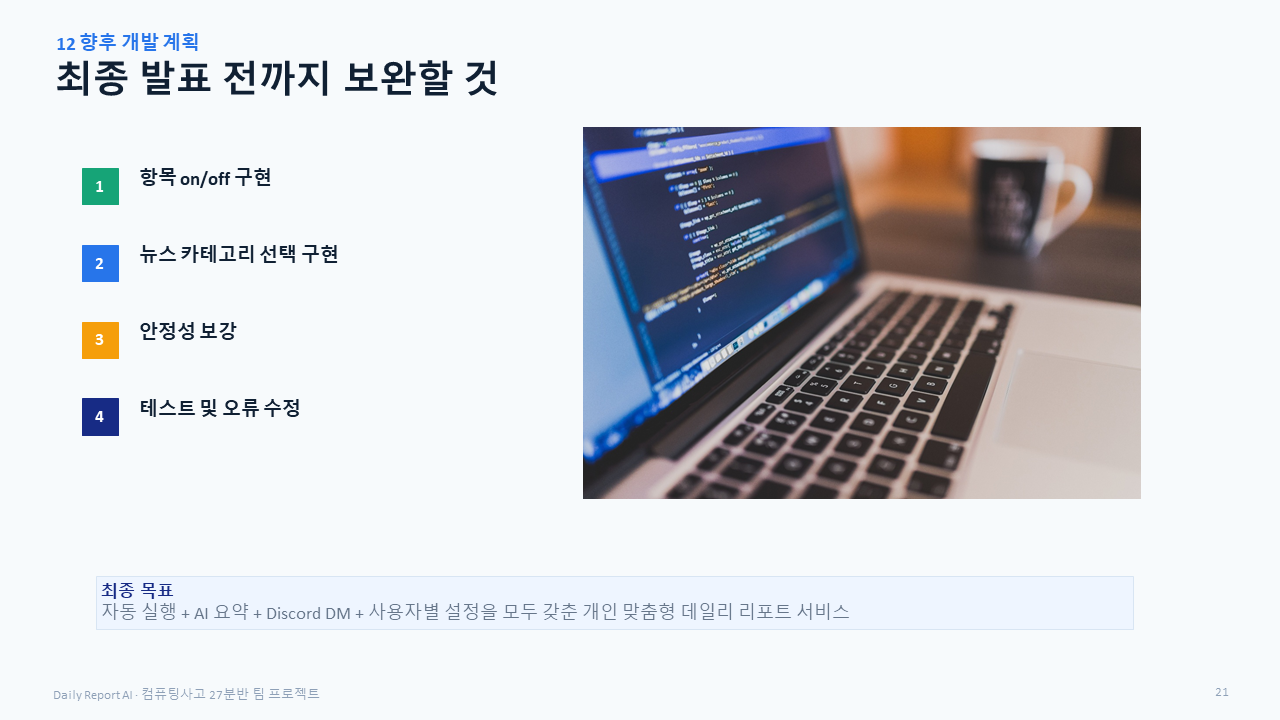 12 향후 개발 계획
최종 발표 전까지 보완할 것
1 항목 on/off 구현
2 뉴스 카테고리 선택 구현
3 안정성 보강
4 테스트 및 오류 수정
최종 목표
자동 실행 + AI 요약 + Discord DM + 사용자별 설정을 모두 갖춘 개인 맞춤형 데일리 리포트 서비스
Daily Report AI · 컴퓨팅사고 27분반 팀 프로젝트
21